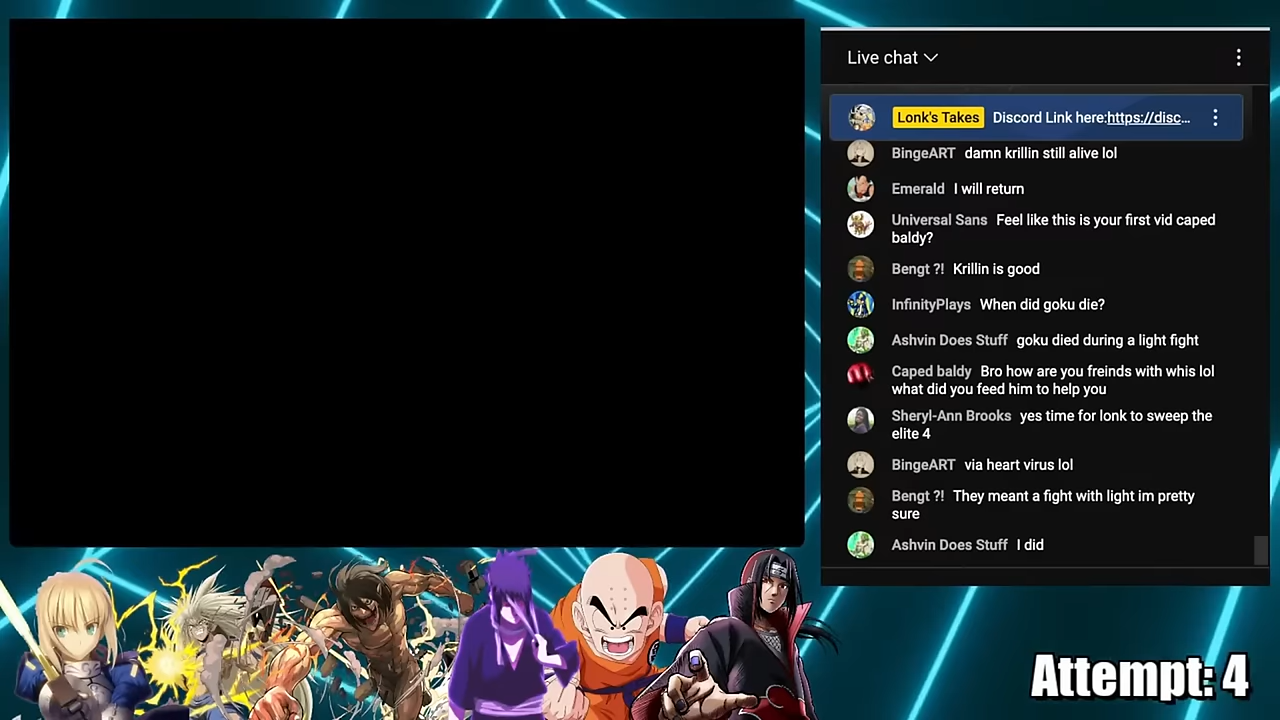 Live chat
Lonk's Takes Discord Link here:https://disc...
BingeART damn krillin still alive lol
Emerald I will return
Universal Sans Feel like this is your first vid caped
baldy?
Bengt ?! Krillin is good
InfinityPlays When did goku die?
Ashvin Does Stuff goku died during a light fight
Caped baldy Bro how are you freinds with whis lol
what did you feed him to help you
Sheryl-Ann Brooks yes time for lonk to sweep the
elite 4
BingeART via heart virus lol
Bengt ?! They meant a fight with light im pretty
sure
Ashvin Does Stuff I did
Attempt: 4